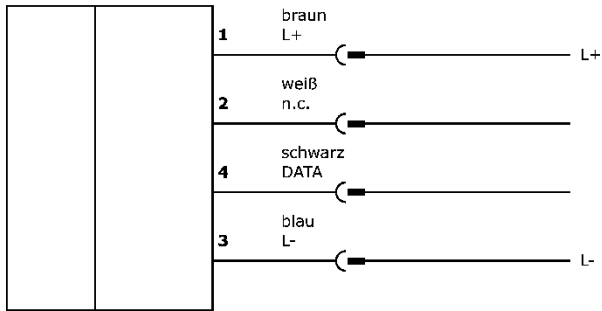 braun
1 L+
L+
weiß
2 n.c.
schwarz
4 DATA
blau
3 L-
L-